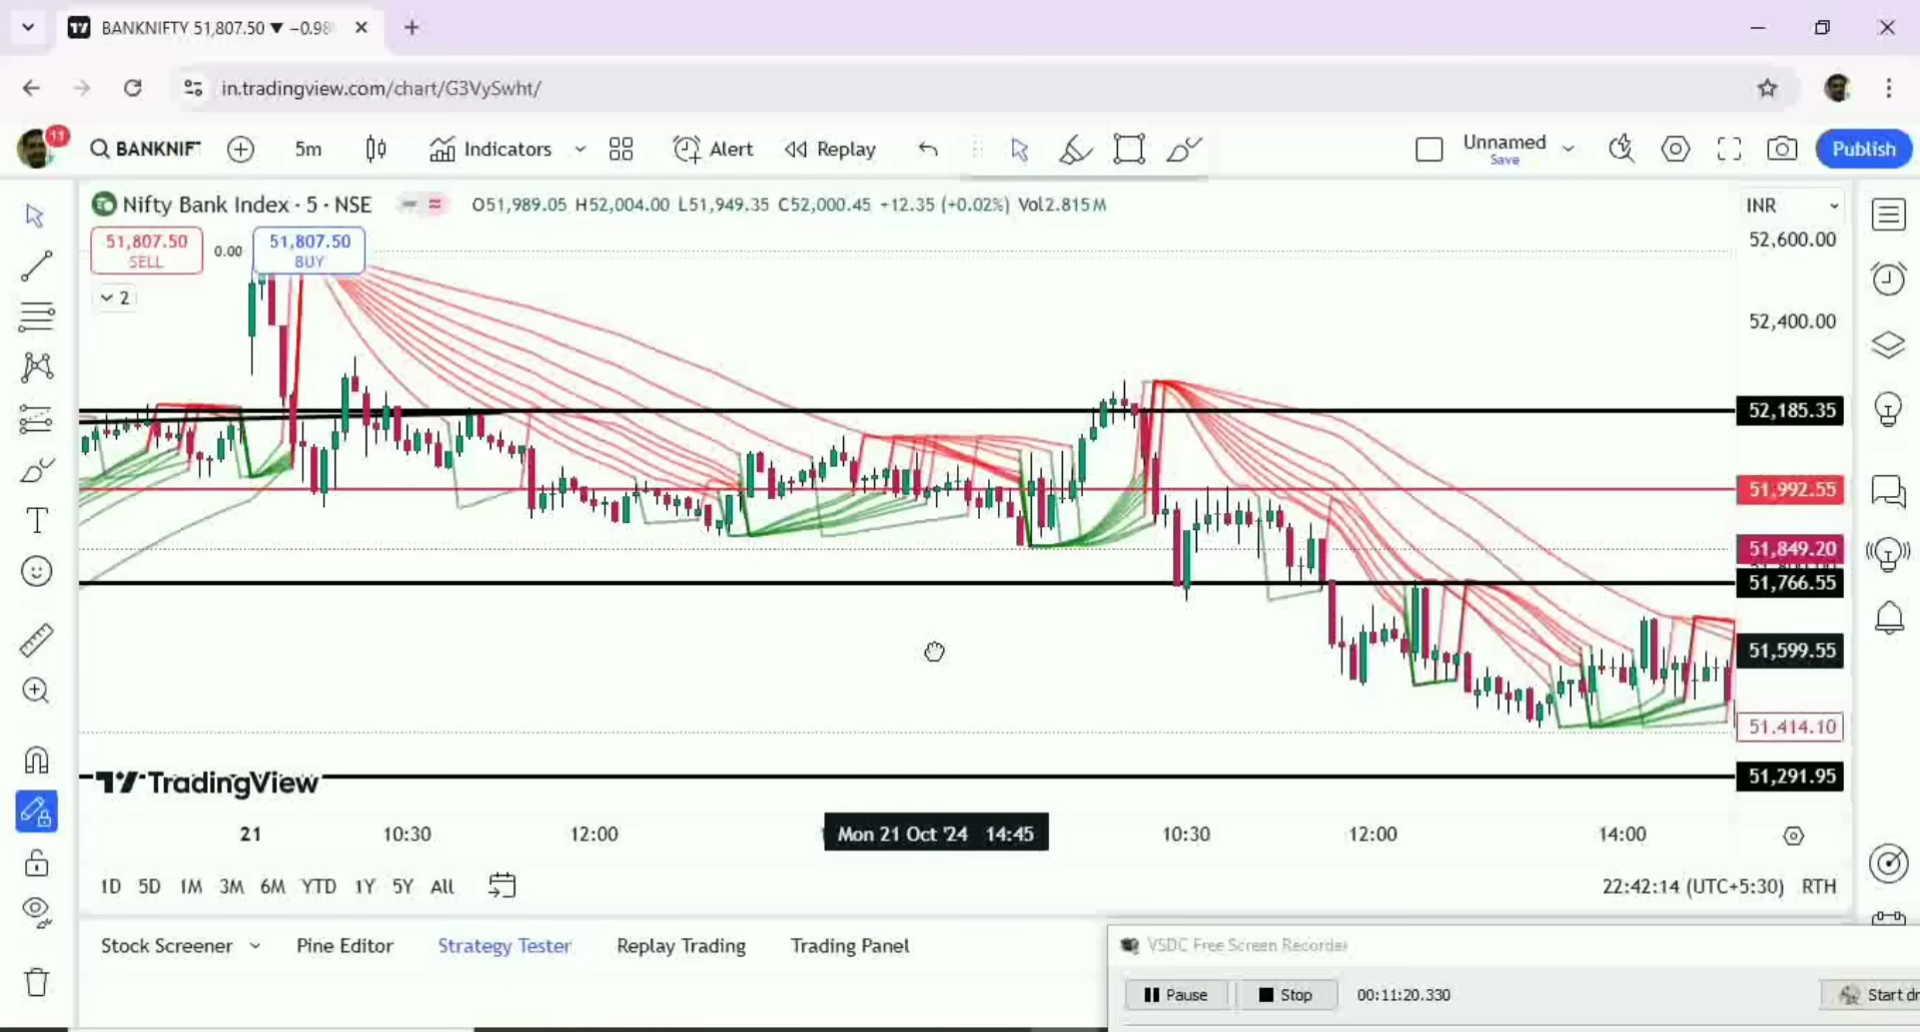 BANKNIFTY 51,807.50 ▼ −0.98
in.tradingview.com/chart/G3VySwht/
11
BANKNIF
5m
Indicators
Alert
Replay
Unnamed
Save
Publish
Nifty Bank Index · 5 · NSE
O51,989.05 H52,004.00 L51,949.35 C52,000.45 +12.35 (+0.02%) Vol2.815M
INR
51,807.50
SELL
0.00
51,807.50
BUY
2
52,600.00
52,400.00
52,185.35
51,992.55
51,849.20
51,766.55
51,599.55
51,414.10
51,291.95
TradingView
21
10:30
12:00
Mon 21 Oct '24 14:45
10:30
12:00
14:00
1D 5D 1M 3M 6M YTD 1Y 5Y All
22:42:14 (UTC+5:30) RTH
Stock Screener
Pine Editor
Strategy Tester
Replay Trading
Trading Panel
VSDC Free Screen Recorder
Pause
Stop
00:11:20.330
Start dr